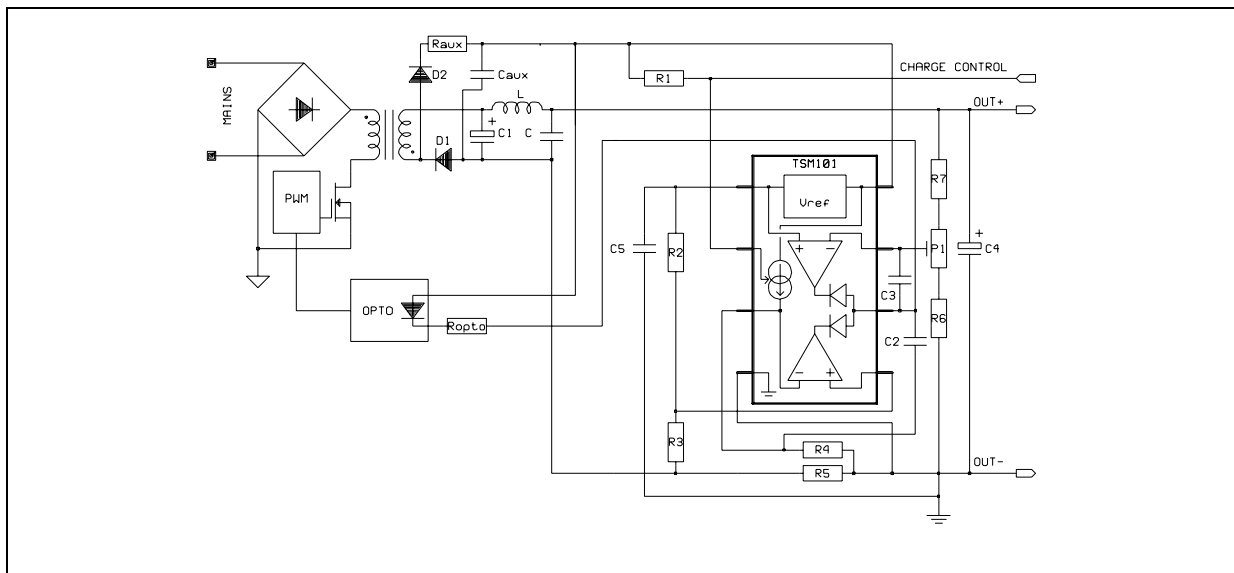 Raux
D2
Caux
R1
CHARGE CONTROL
MAINS
L
OUT+
C1
C
D1
TSM101
PWM
Vref
R7
C5
R2
P1
C4
OPTO
C3
Ropto
R6
C2
R3
R4
R5
OUT-